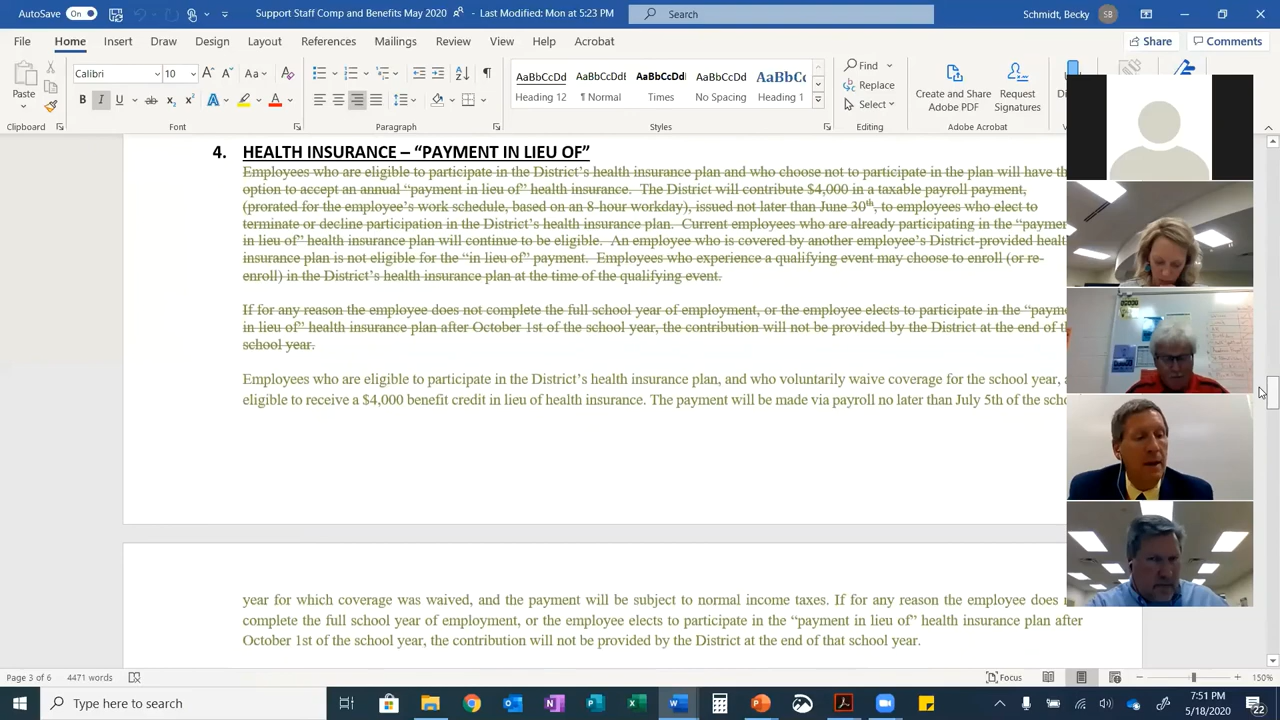 AutoSave On Support Staff Comp and Benefits - May 2020 - Last Modified: Mon at 5:23 PM Search Schmidt, Becky SB
File Home Insert Draw Design Layout References Mailings Review View Help Acrobat Share Comments
Calibri 10 Aa AaBbCcDd AaBbCcDdE AaBbCcDd AaBbCcDd AaBbCc Find
Paste Heading 12 ¶ Normal Times No Spacing Heading 1 Replace Create and Share Request
B I U ab x₂ x² A A Select Adobe PDF Signatures
Clipboard Font Paragraph Styles Editing Adobe Acrobat
4. HEALTH INSURANCE – “PAYMENT IN LIEU OF”
Employees who are eligible to participate in the District’s health insurance plan and who choose not to participate in the plan will have th
option to accept an annual “payment in lieu of” health insurance. The District will contribute $4,000 in a taxable payroll payment,
(prorated for the employee’s work schedule, based on an 8-hour workday), issued not later than June 30th, to employees who elect to
terminate or decline participation in the District’s health insurance plan. Current employees who are already participating in the “paymen
in lieu of” health insurance plan will continue to be eligible. An employee who is covered by another employee’s District-provided healt
insurance plan is not eligible for the “in lieu of” payment. Employees who experience a qualifying event may choose to enroll (or re-
enroll) in the District’s health insurance plan at the time of the qualifying event.
If for any reason the employee does not complete the full school year of employment, or the employee elects to participate in the “payme
in lieu of” health insurance plan after October 1st of the school year, the contribution will not be provided by the District at the end of th
school year.
Employees who are eligible to participate in the District’s health insurance plan, and who voluntarily waive coverage for the school year, a
eligible to receive a $4,000 benefit credit in lieu of health insurance. The payment will be made via payroll no later than July 5th of the scho
year for which coverage was waived, and the payment will be subject to normal income taxes. If for any reason the employee does n
complete the full school year of employment, or the employee elects to participate in the “payment in lieu of” health insurance plan after
October 1st of the school year, the contribution will not be provided by the District at the end of that school year.
Page 3 of 6 4471 words Focus 150%
Type here to search 7:51 PM
5/18/2020 22